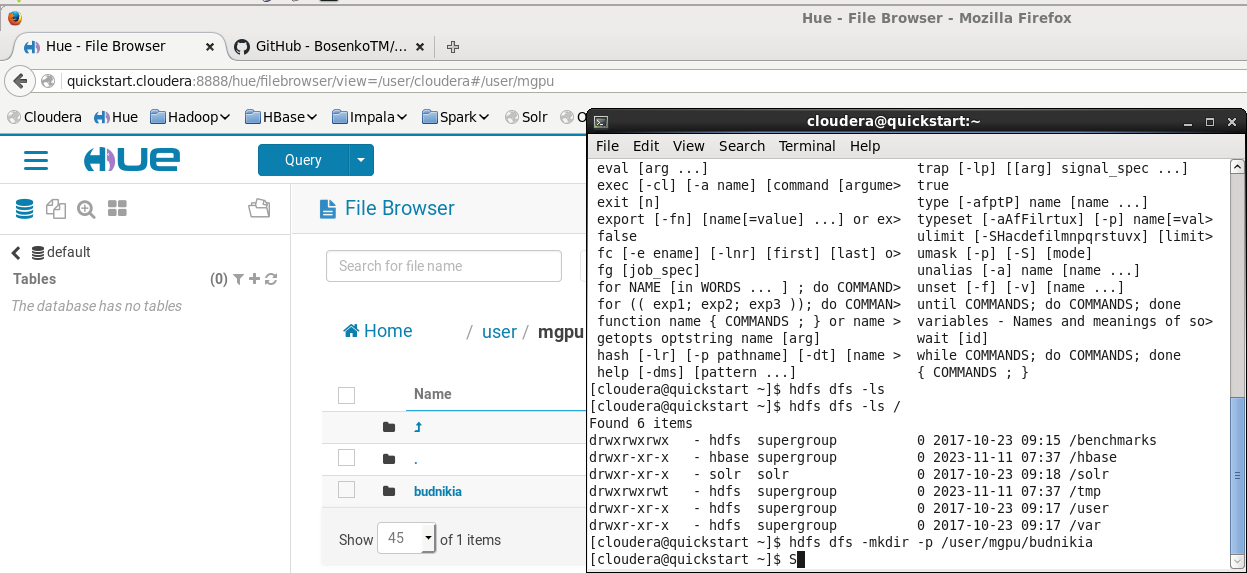 Hue - File Browser - Mozilla Firefox
Hue - File Browser
GitHub - BosenkoTM/...
quickstart.cloudera:8888/hue/filebrowser/view=/user/cloudera#/user/mgpu
Cloudera Hue Hadoop HBase Impala Spark Solr O
HUE
Query
File Browser
default
Tables (0)
The database has no tables
Search for file name
Home / user / mgpu
Name
.
budnikia
Show 45 of 1 items
cloudera@quickstart:~
File Edit View Search Terminal Help
eval [arg ...] trap [-lp] [[arg] signal_spec ...]
exec [-cl] [-a name] [command [argume> true
exit [n] type [-afptP] name [name ...]
export [-fn] [name[=value] ...] or ex> typeset [-aAfFilrtux] [-p] name[=val>
false ulimit [-SHacdefilmnpqrstuvx] [limit>
fc [-e ename] [-lnr] [first] [last] o> umask [-p] [-S] [mode]
fg [job_spec] unalias [-a] name [name ...]
for NAME [in WORDS ... ] ; do COMMAND> unset [-f] [-v] [name ...]
for (( exp1; exp2; exp3 )); do COMMAN> until COMMANDS; do COMMANDS; done
function name { COMMANDS ; } or name > variables - Names and meanings of so>
getopts optstring name [arg] wait [id]
hash [-lr] [-p pathname] [-dt] [name > while COMMANDS; do COMMANDS; done
help [-dms] [pattern ...] { COMMANDS ; }
[cloudera@quickstart ~]$ hdfs dfs -ls
[cloudera@quickstart ~]$ hdfs dfs -ls /
Found 6 items
drwxrwxrwx - hdfs supergroup 0 2017-10-23 09:15 /benchmarks
drwxr-xr-x - hbase supergroup 0 2023-11-11 07:37 /hbase
drwxr-xr-x - solr solr 0 2017-10-23 09:18 /solr
drwxrwxrwt - hdfs supergroup 0 2023-11-11 07:37 /tmp
drwxr-xr-x - hdfs supergroup 0 2017-10-23 09:17 /user
drwxr-xr-x - hdfs supergroup 0 2017-10-23 09:17 /var
[cloudera@quickstart ~]$ hdfs dfs -mkdir -p /user/mgpu/budnikia
[cloudera@quickstart ~]$ S